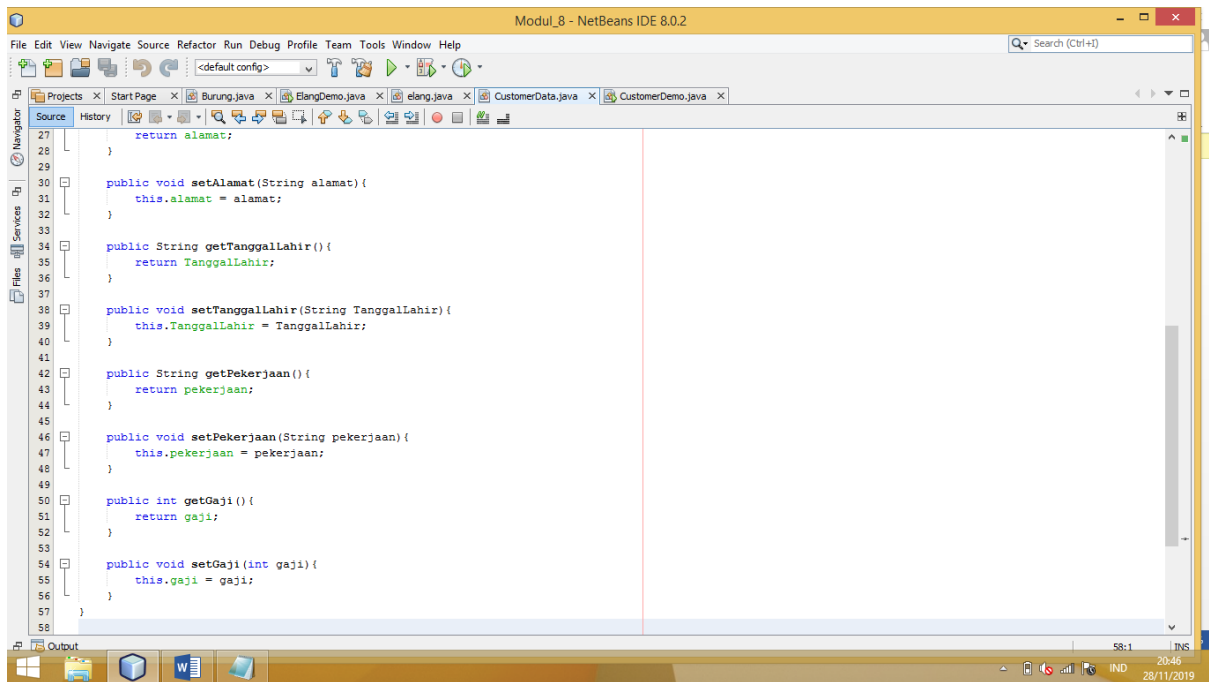 Modul_8 - NetBeans IDE 8.0.2
File Edit View Navigate Source Refactor Run Debug Profile Team Tools Window Help
Search (Ctrl+I)
<default config>
Projects Start Page Burung.java ElangDemo.java elang.java CustomerData.java CustomerDemo.java
Source History
Navigator
Services
Files
27 return alamat;
28 }
29
30 public void setAlamat(String alamat){
31 this.alamat = alamat;
32 }
33
34 public String getTanggalLahir(){
35 return TanggalLahir;
36 }
37
38 public void setTanggalLahir(String TanggalLahir){
39 this.TanggalLahir = TanggalLahir;
40 }
41
42 public String getPekerjaan(){
43 return pekerjaan;
44 }
45
46 public void setPekerjaan(String pekerjaan){
47 this.pekerjaan = pekerjaan;
48 }
49
50 public int getGaji(){
51 return gaji;
52 }
53
54 public void setGaji(int gaji){
55 this.gaji = gaji;
56 }
57 }
58
Output
58:1 INS
IND
20:46
28/11/2019